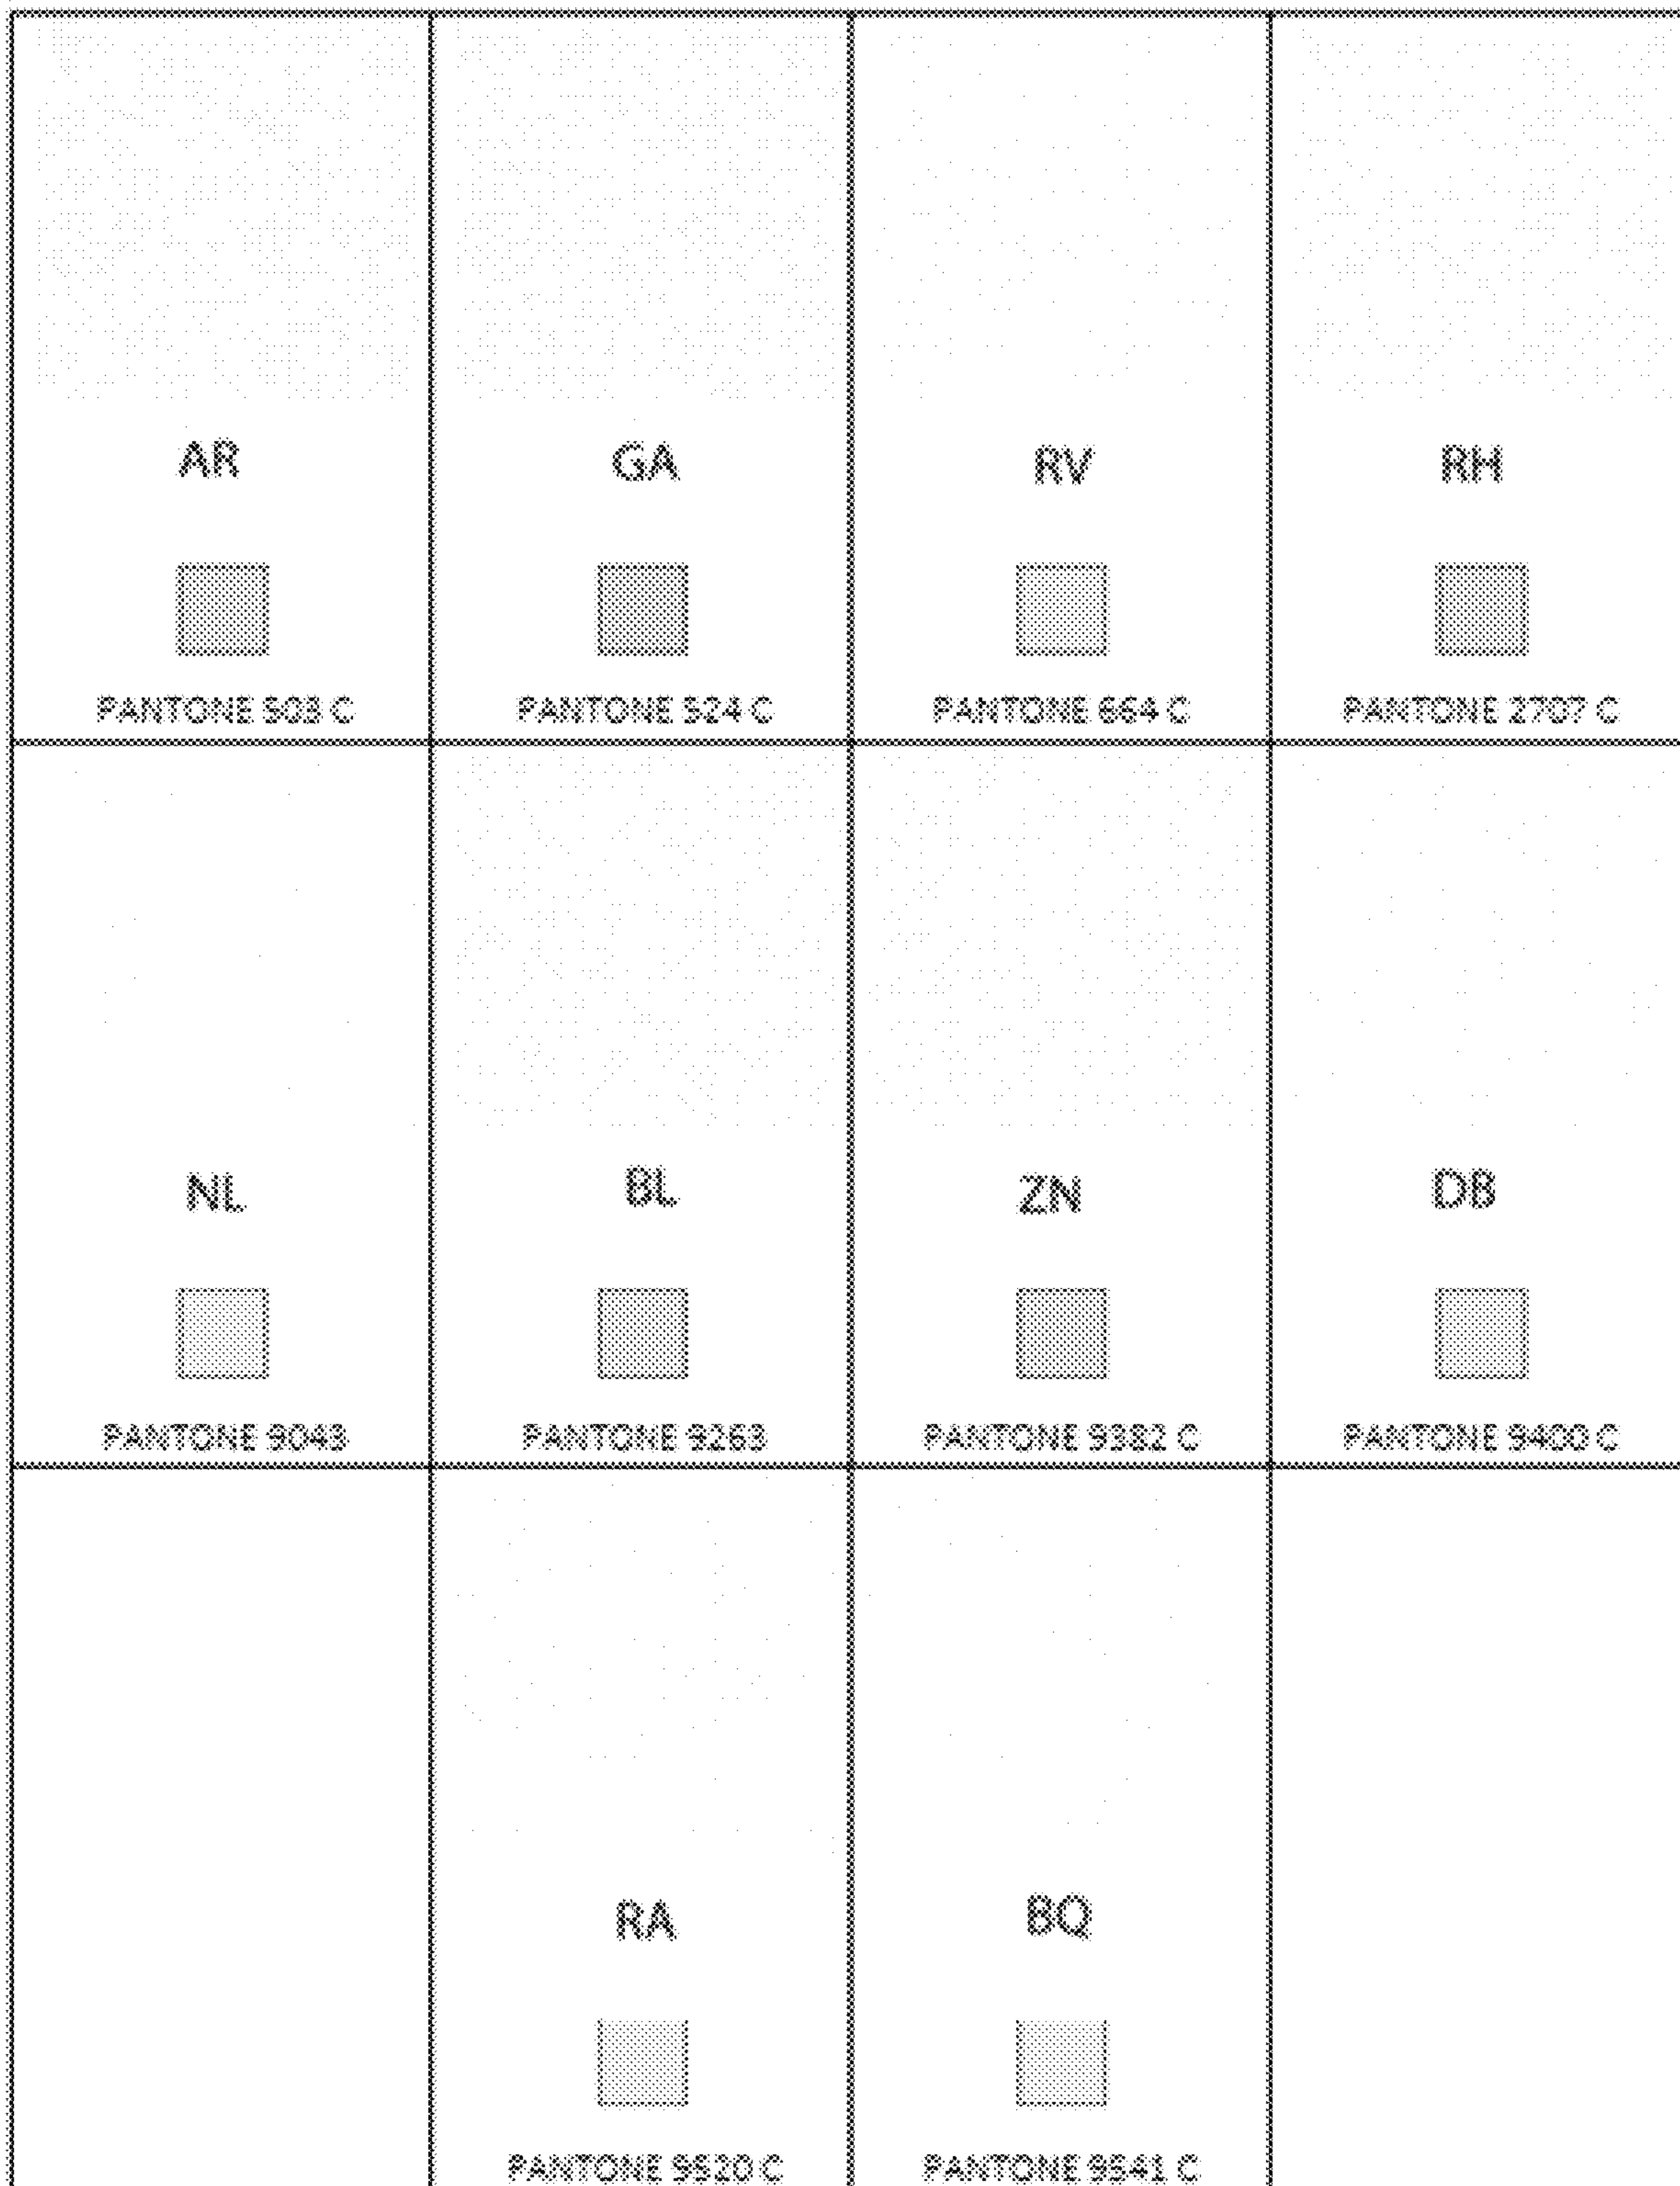 AR GA RV RH
PANTONE 503 C PANTONE 524 C PANTONE 664 C PANTONE 2707 C
NL BL ZN DB
PANTONE 9043 PANTONE 9263 PANTONE 9382 C PANTONE 9400 C
RA BQ
PANTONE 9520 C PANTONE 9541 C